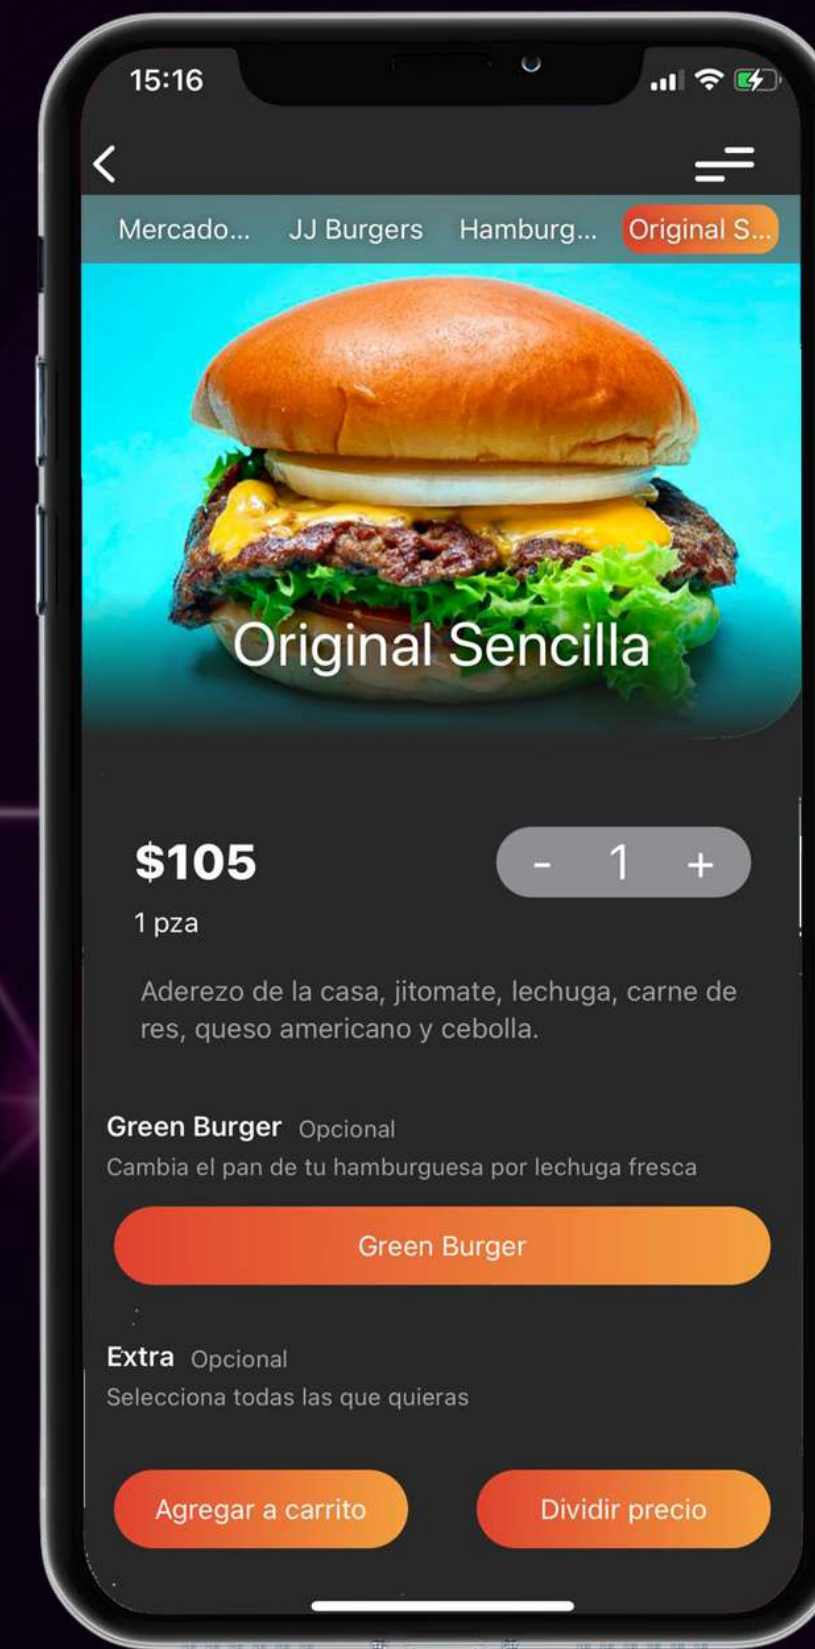 15:16
Mercado... JJ Burgers Hamburg... Original S...
Original Sencilla
$105
- 1 +
1 pza
Aderezo de la casa, jitomate, lechuga, carne de
res, queso americano y cebolla.
Green Burger Opcional
Cambia el pan de tu hamburguesa por lechuga fresca
Green Burger
Extra Opcional
Selecciona todas las que quieras
Agregar a carrito Dividir precio